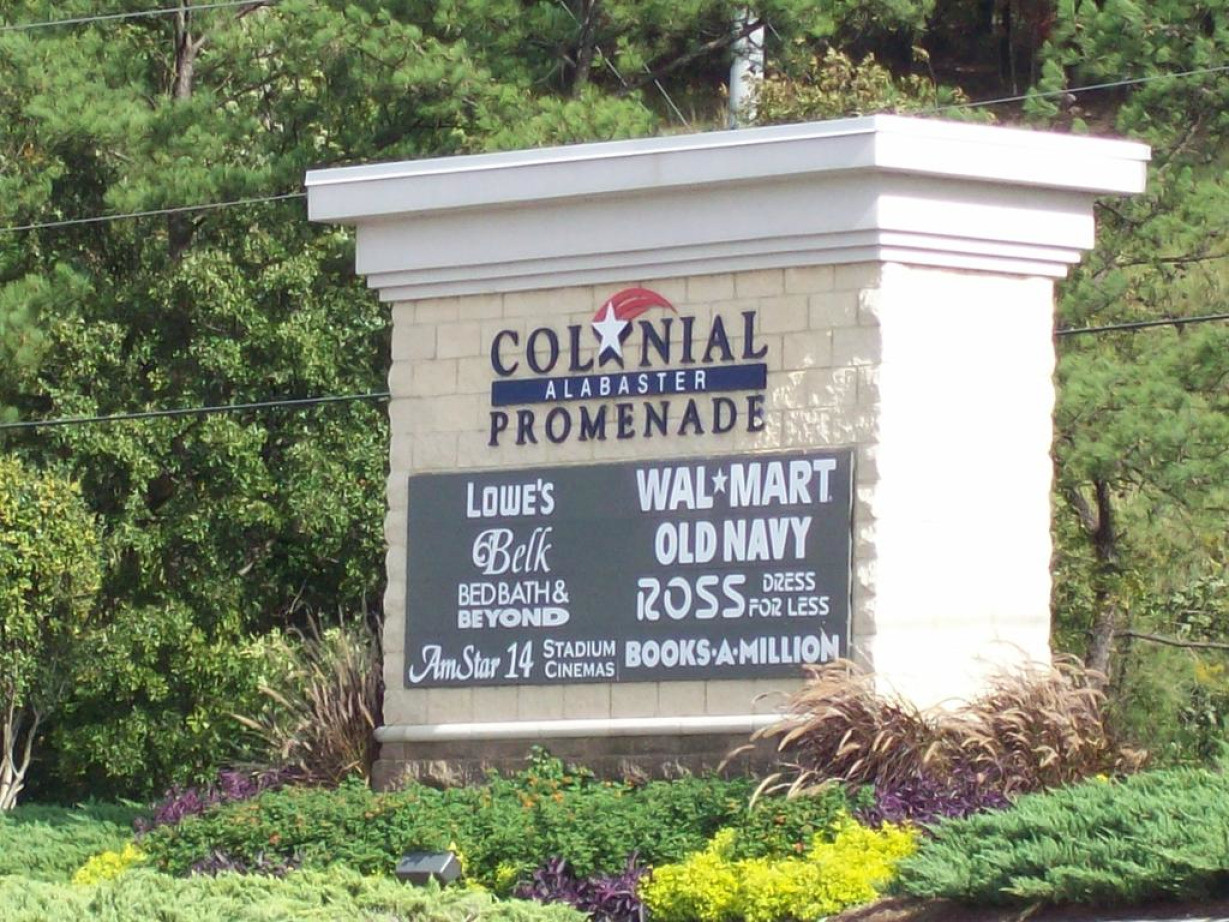 COLONIAL
ALABASTER
PROMENADE
LOWE'S
Belk
BED BATH &
BEYOND
AmStar 14 STADIUM CINEMAS
WAL★MART
OLD NAVY
ROSS DRESS FOR LESS
BOOKS·A·MILLION